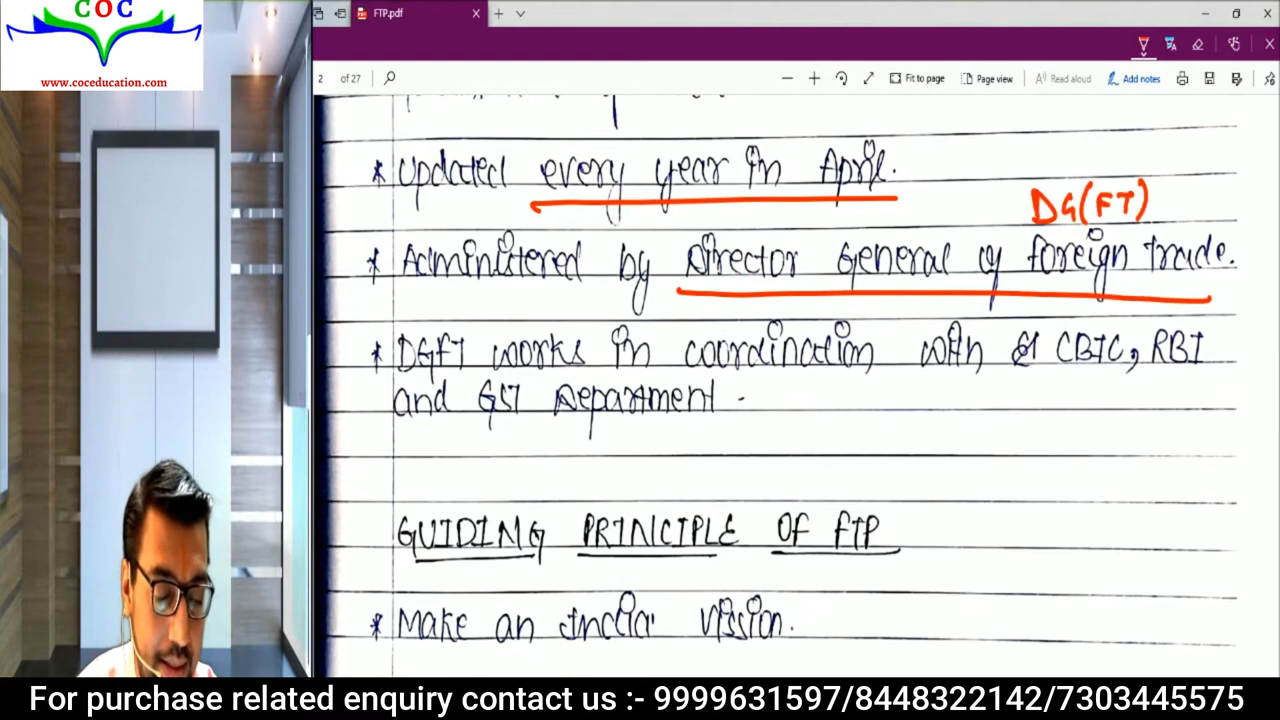 COC
www.coceducation.com
FTP.pdf
2 of 27
Fit to page
Page view
Read aloud
Add notes
* Updated every year in April.
DG(FT)
* Administered by Director General of foreign trade.
* DGFT works in coordination with CBIC, RBI
and GST Department.
GUIDING PRINCIPLE OF FTP
* Make an India vission.
For purchase related enquiry contact us :- 9999631597/8448322142/7303445575